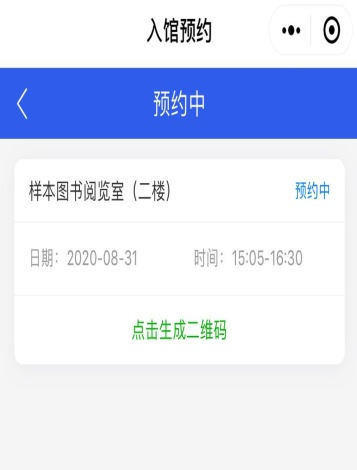 入馆预约
预约中
样本图书阅览室（二楼） 预约中
日期：2020-08-31 时间：15:05-16:30
点击生成二维码